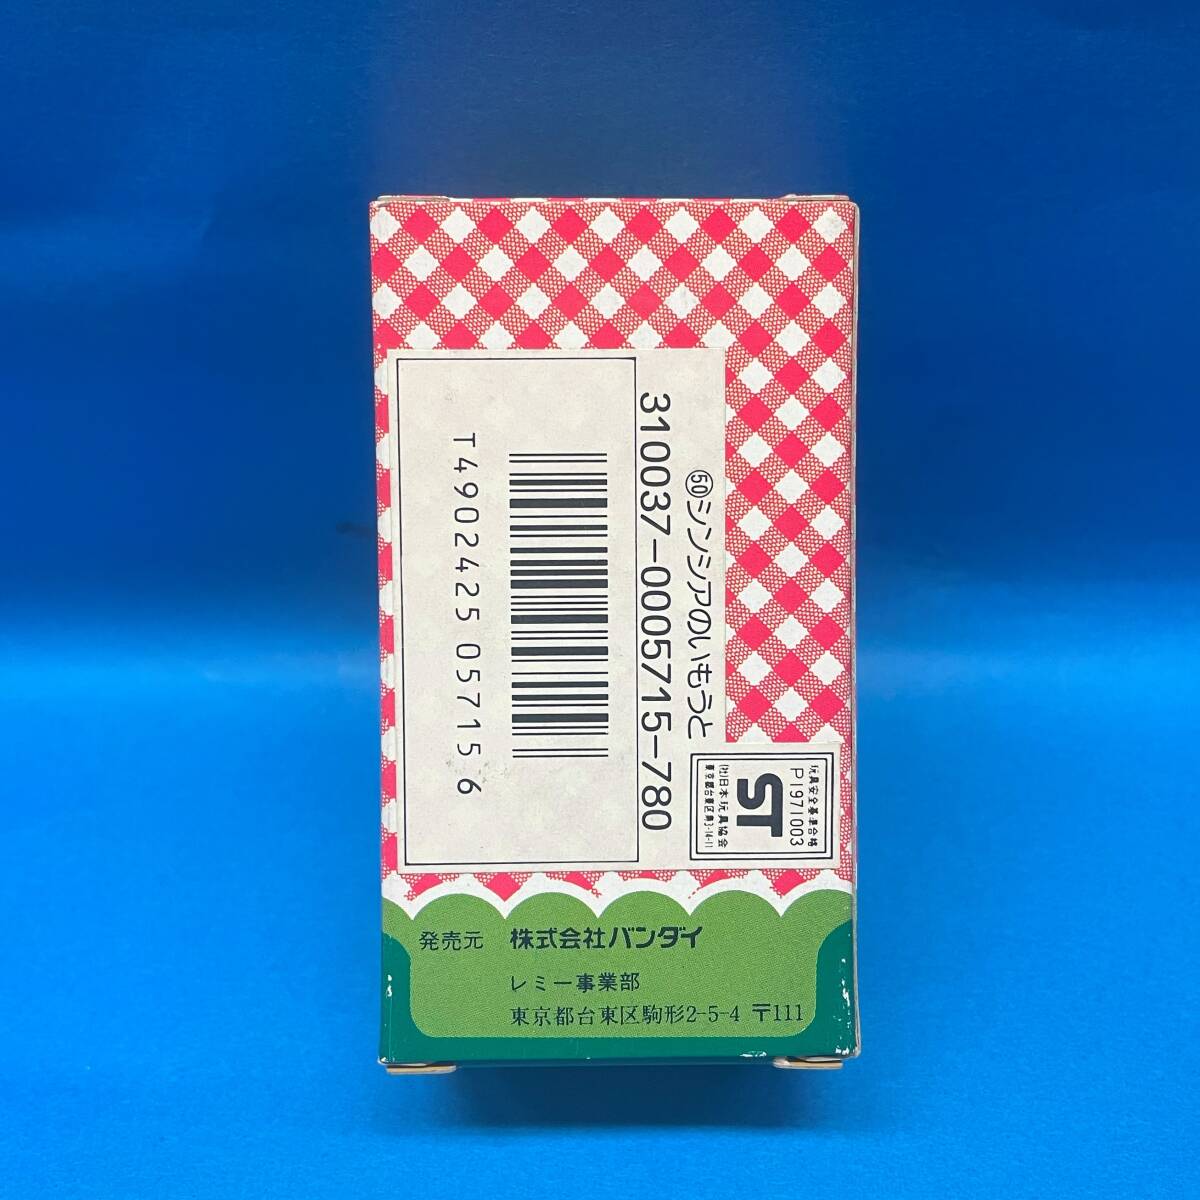 ㊿シンシアのいもうと
310037-0005715-780
T4902425 05715 6
玩具安全基準合格
P1971003
ST
(社)日本玩具協会
発売元 株式会社バンダイ
レミー事業部
東京都台東区駒形2-5-4 〒111